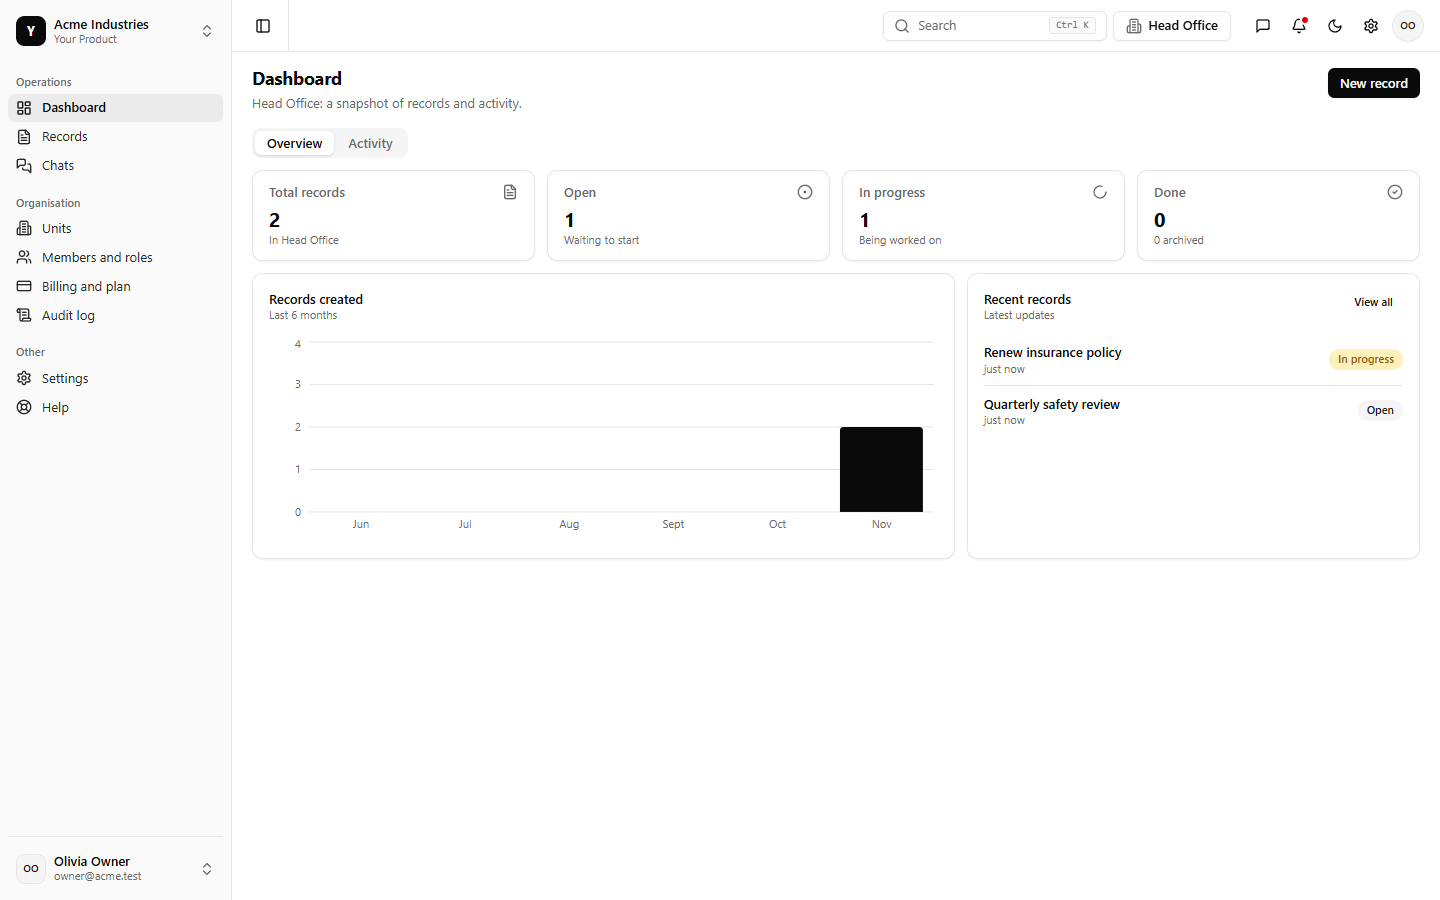 Y
Acme Industries
Your Product
Operations
Dashboard
Records
Chats
Organisation
Units
Members and roles
Billing and plan
Audit log
Other
Settings
Help
OO
Olivia Owner
owner@acme.test
Search
Ctrl K
Head Office
OO
Dashboard
Head Office: a snapshot of records and activity.
New record
Overview
Activity
Total records
2
In Head Office
Open
1
Waiting to start
In progress
1
Being worked on
Done
0
0 archived
Records created
Last 6 months
4
3
2
1
0
Jun Jul Aug Sept Oct Nov
Recent records
Latest updates
View all
Renew insurance policy
just now
In progress
Quarterly safety review
just now
Open